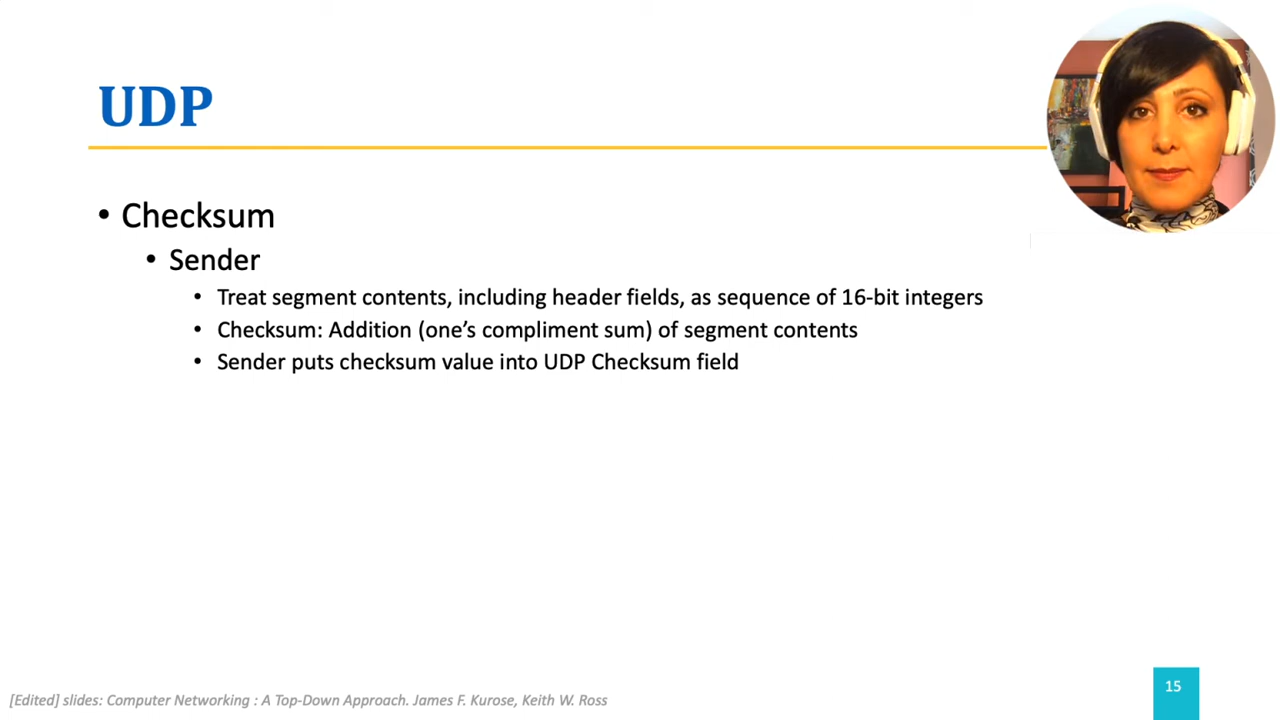 UDP
• Checksum
• Sender
• Treat segment contents, including header fields, as sequence of 16-bit integers
• Checksum: Addition (one’s compliment sum) of segment contents
• Sender puts checksum value into UDP Checksum field
[Edited] slides: Computer Networking : A Top-Down Approach. James F. Kurose, Keith W. Ross
15